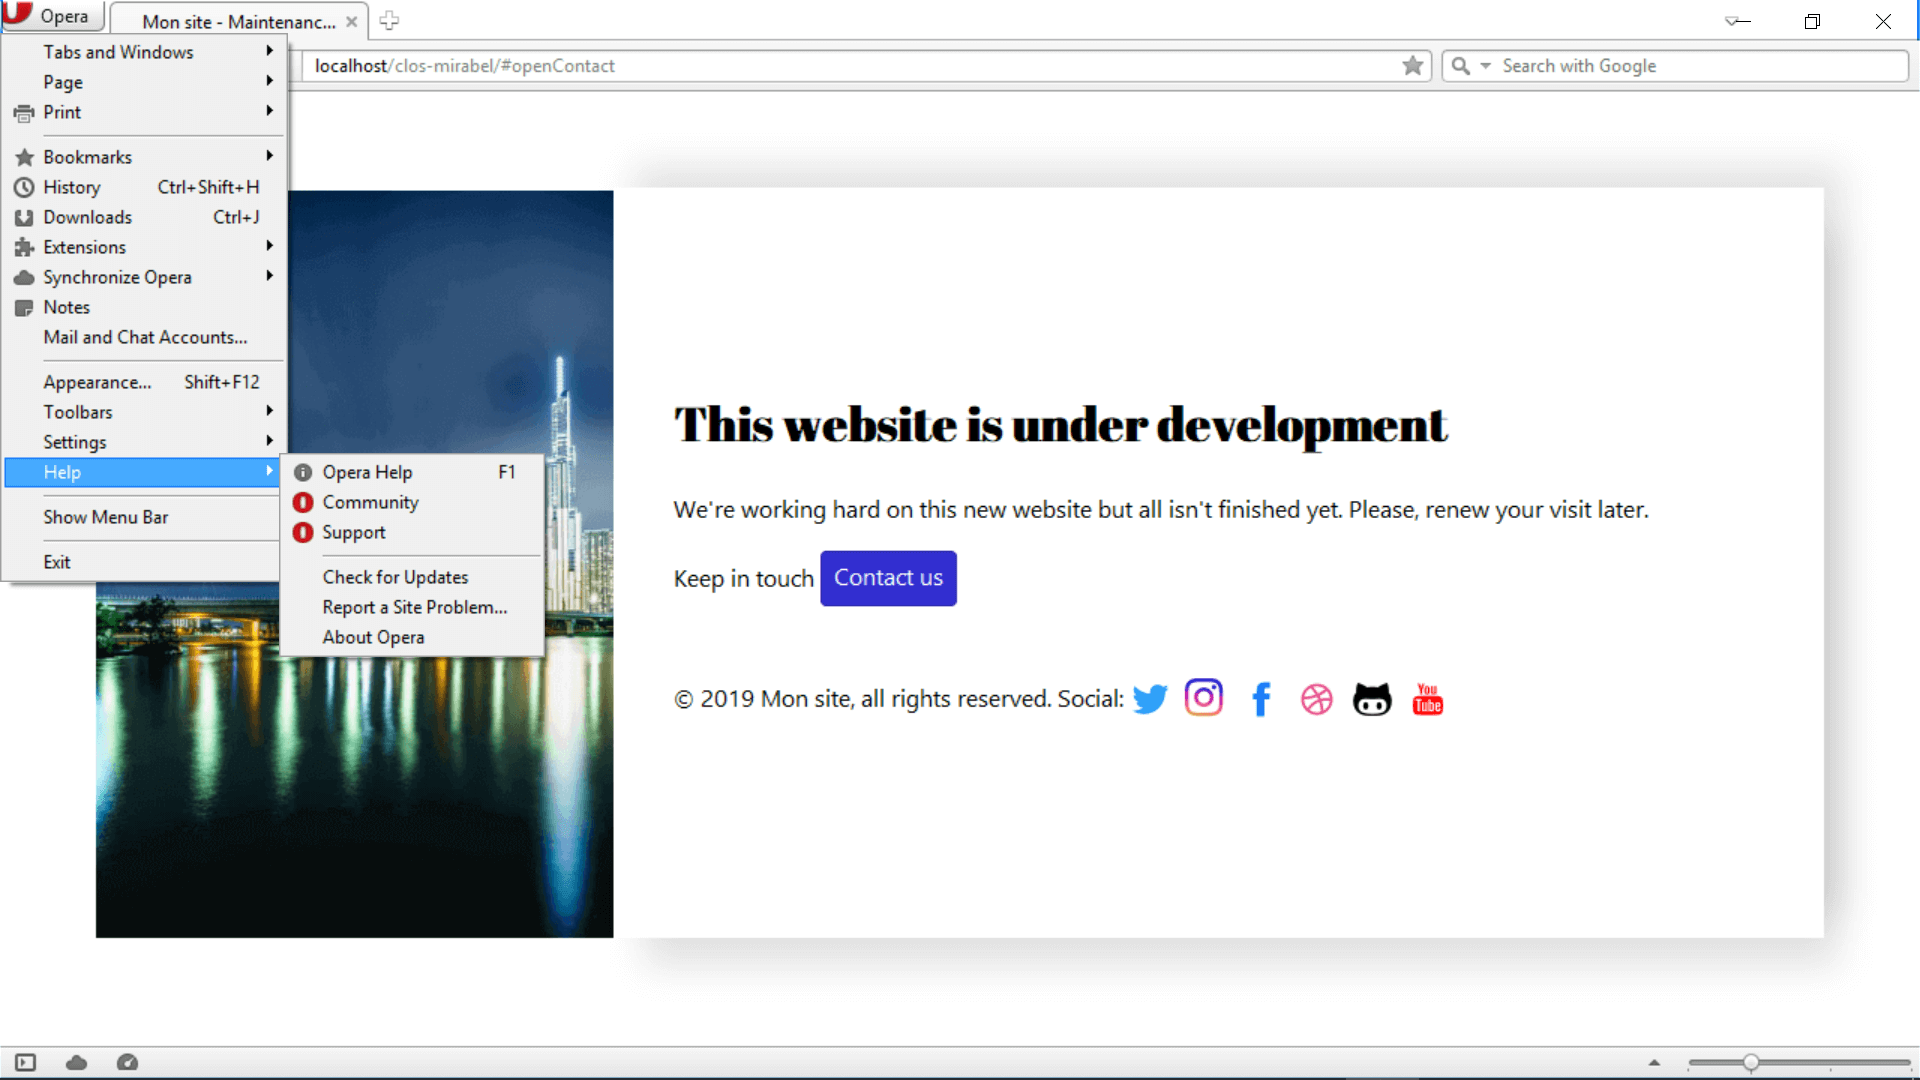 Opera
Mon site - Maintenanc...
localhost/clos-mirabel/#openContact
Search with Google
Tabs and Windows
Page
Print
Bookmarks
History Ctrl+Shift+H
Downloads Ctrl+J
Extensions
Synchronize Opera
Notes
Mail and Chat Accounts...
Appearance... Shift+F12
Toolbars
Settings
Help
Show Menu Bar
Exit
Opera Help F1
Community
Support
Check for Updates
Report a Site Problem...
About Opera
This website is under development
We're working hard on this new website but all isn't finished yet. Please, renew your visit later.
Keep in touch Contact us
© 2019 Mon site, all rights reserved. Social:
You
Tube